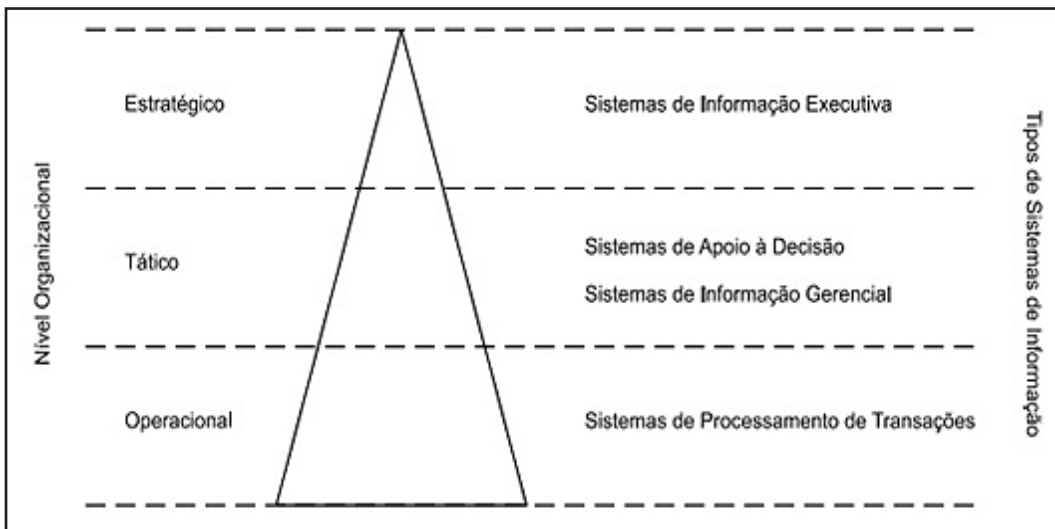 Nível Organizacional
Estratégico
Sistemas de Informação Executiva
Tático
Sistemas de Apoio à Decisão
Sistemas de Informação Gerencial
Operacional
Sistemas de Processamento de Transações
Tipos de Sistemas de Informação